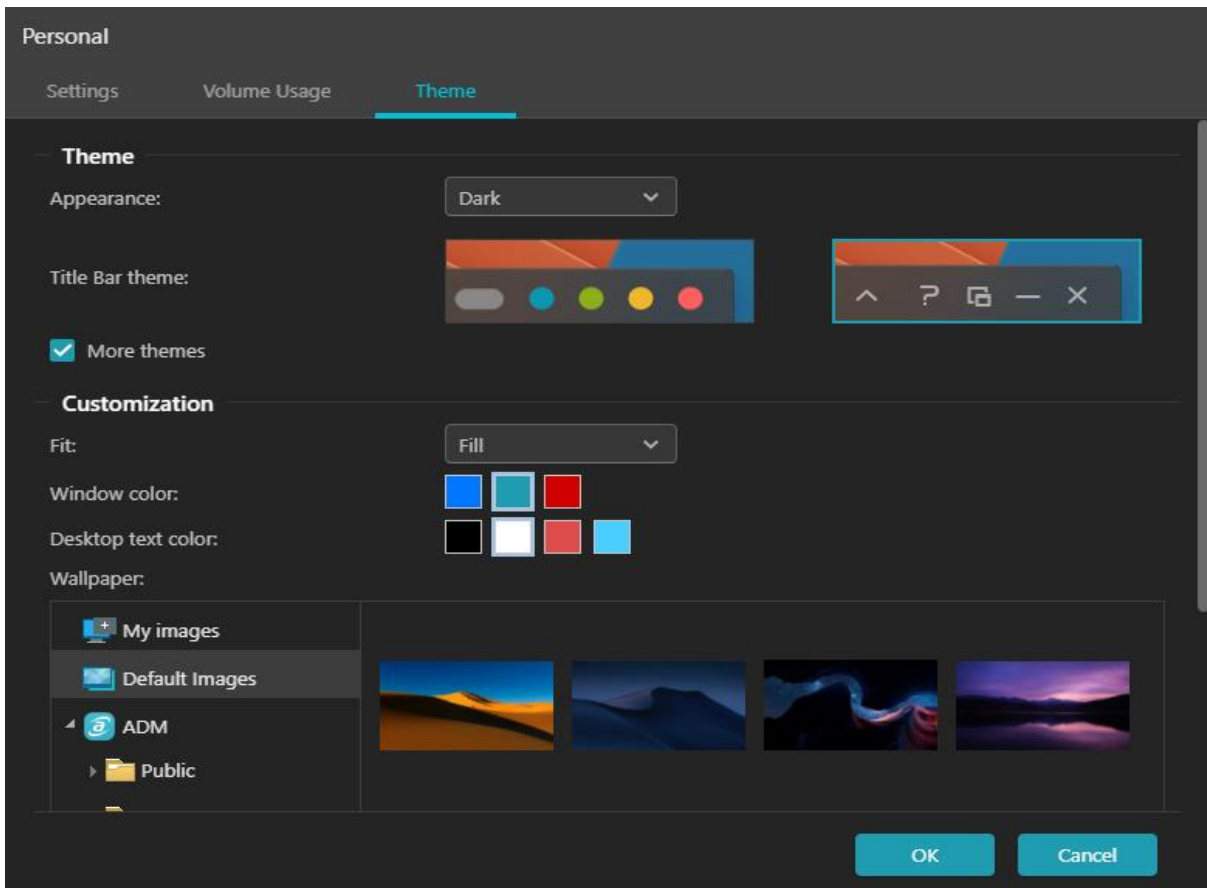 Personal
Settings Volume Usage Theme
Theme
Appearance: Dark
Title Bar theme:
More themes
Customization
Fit: Fill
Window color:
Desktop text color:
Wallpaper:
My images
Default Images
ADM
Public
OK Cancel